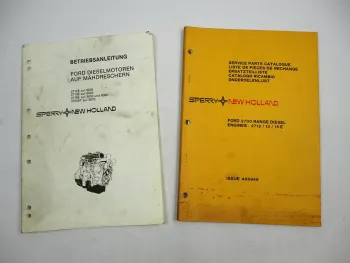 BETRIEBSANLEITUNG
FORD DIESELMOTOREN
AUF MÄHDRESCHERN
SPERRY NEW HOLLAND
SERVICE PARTS CATALOGUE
LISTE DE PIECES DE RECHANGE
ERSATZTEILLISTE
CATALOGO RICAMBIO
ONDERDELENLIJST
SPERRY NEW HOLLAND
FORD 2700 RANGE DIESEL
ENGINES - 2712 / 13 / 15 E
ISSUE